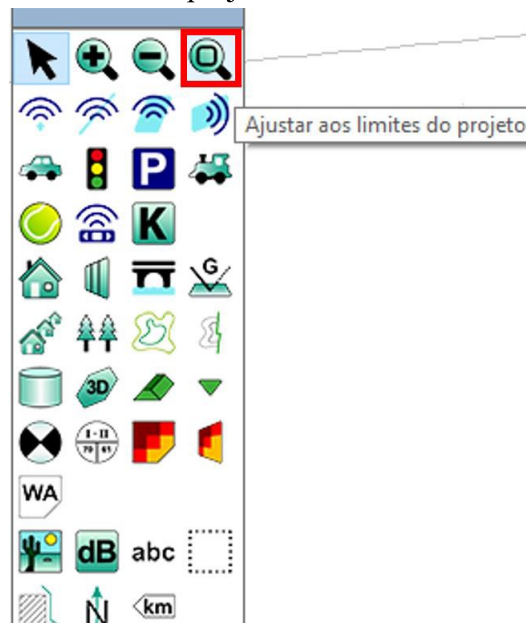 Ajustar aos limites do projeto
P
K
G
3D
I - II
70 61
WA
dB abc
N km